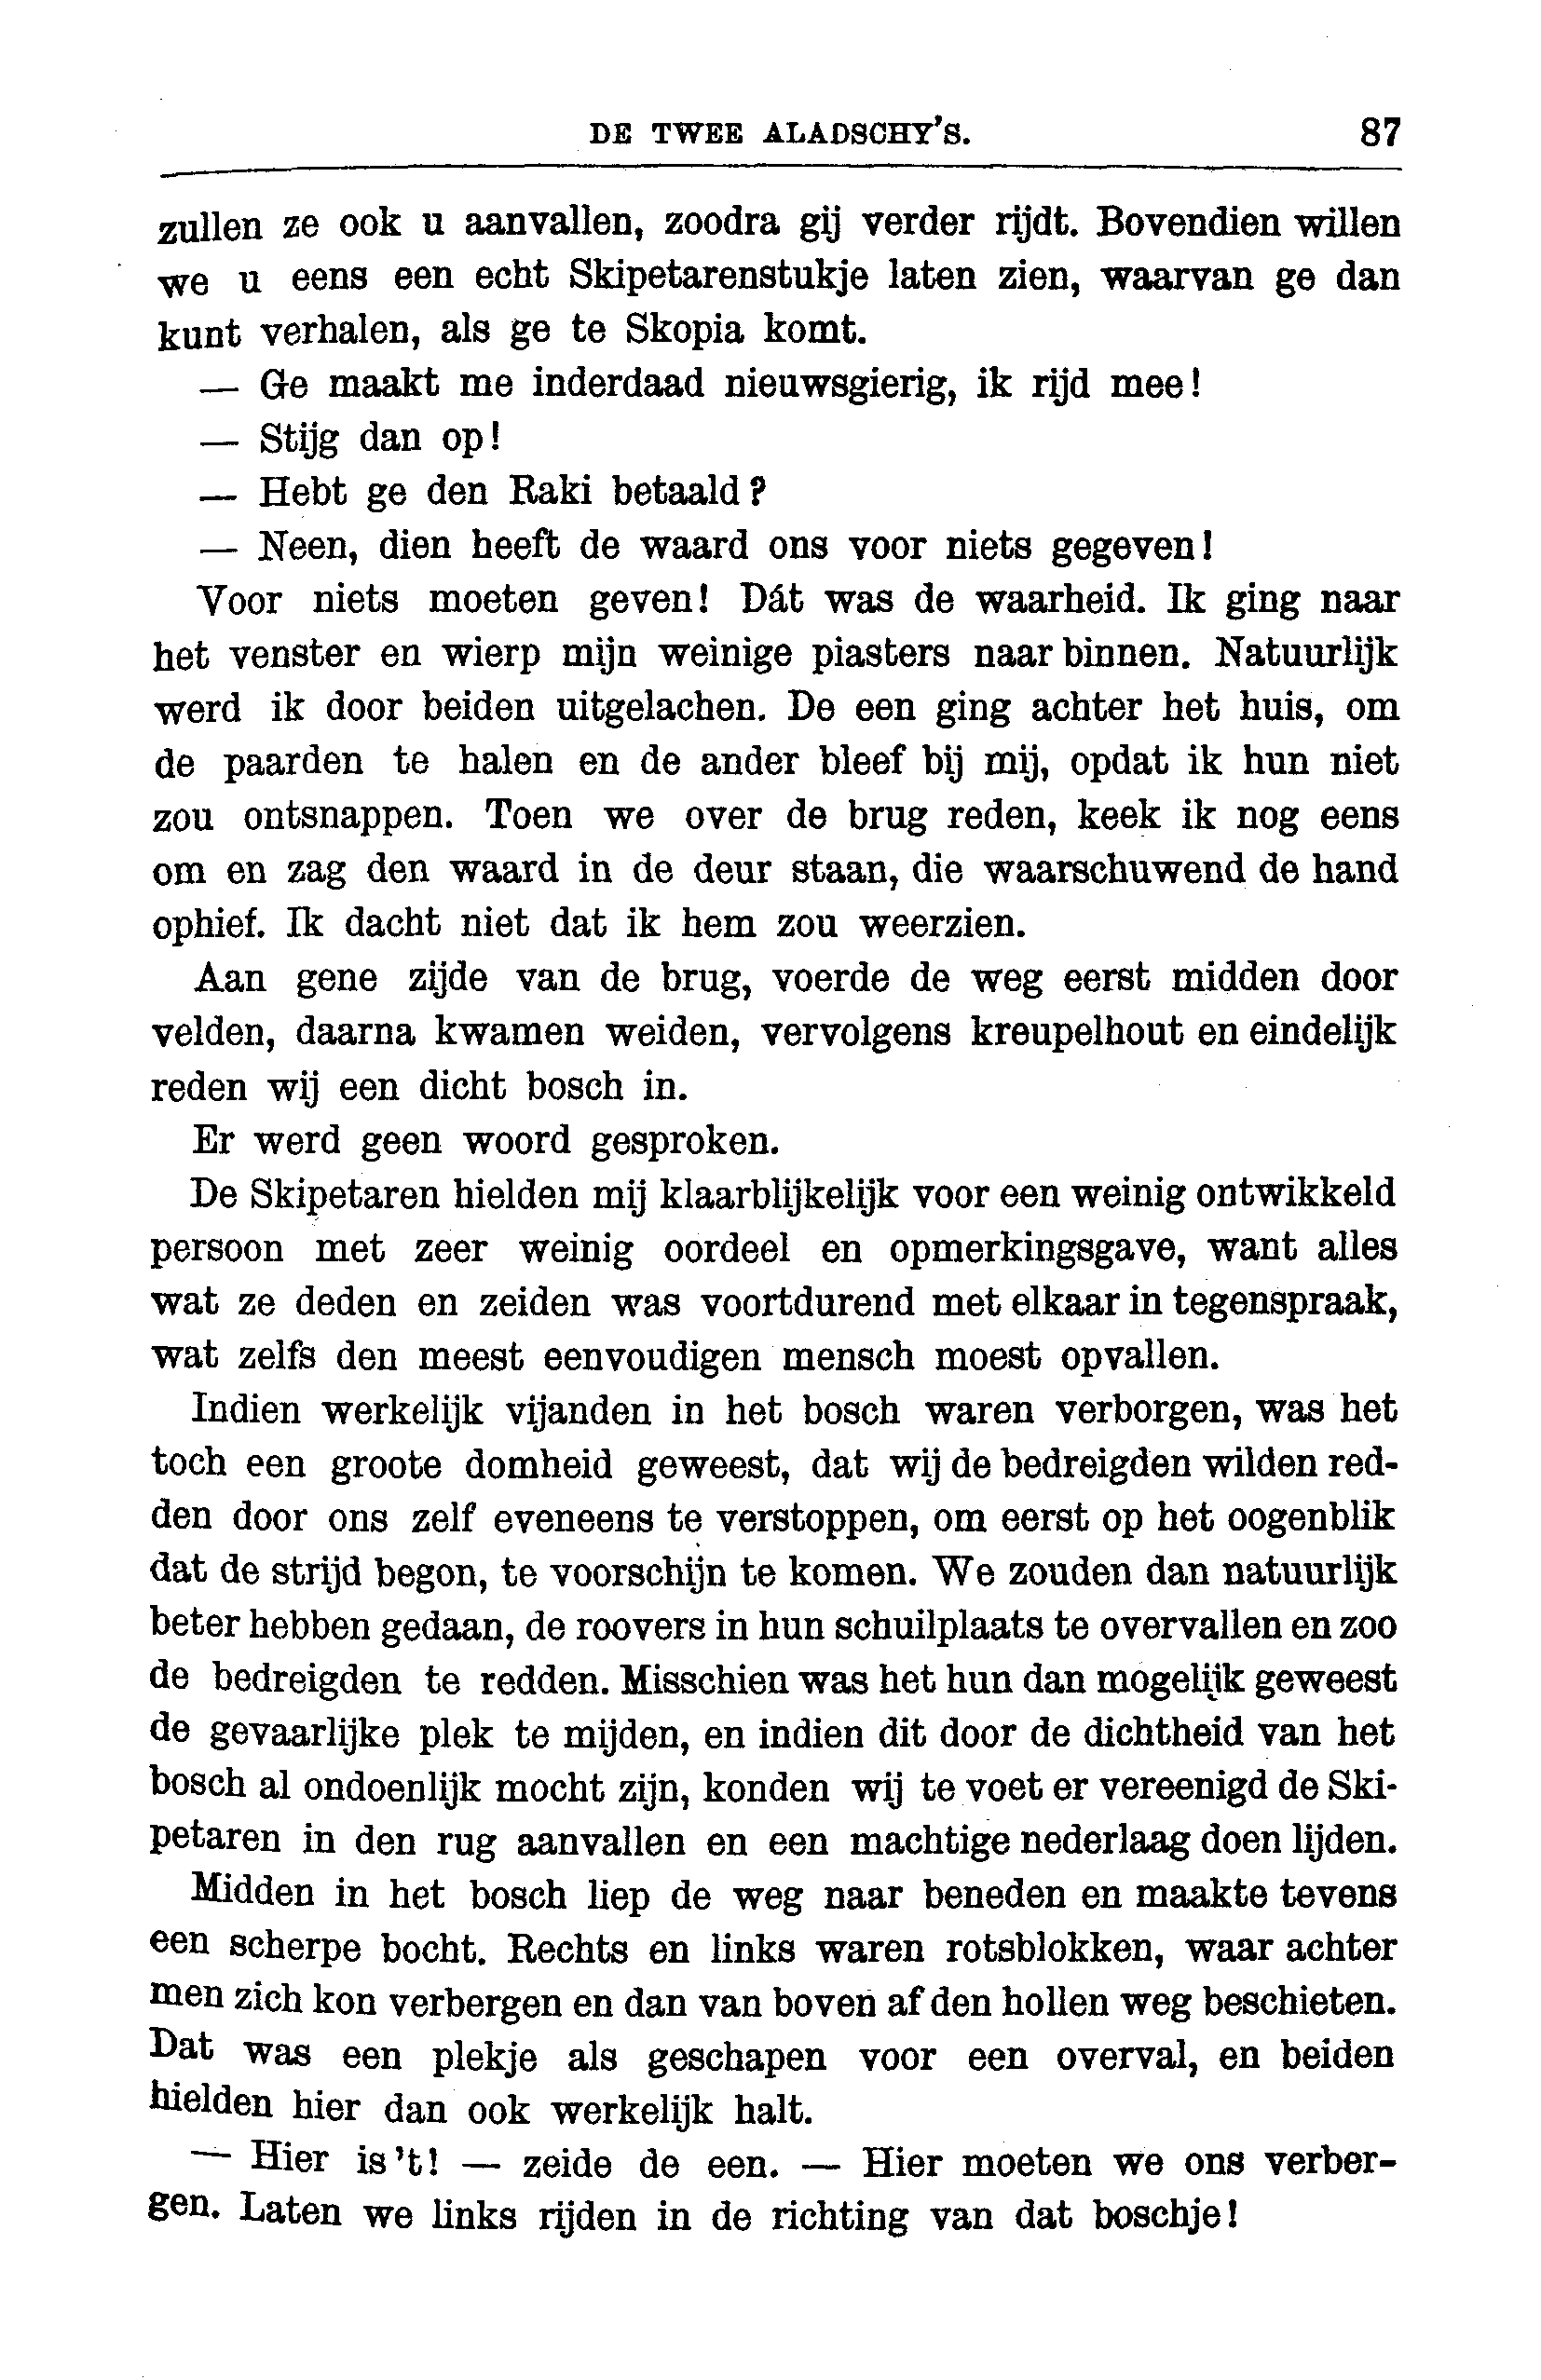 DE TWEE ALADSCHY'S. 87
zullen ze ook u aanvallen, zoodra gij verder rijdt. Bovendien willen
we u eens een echt Skipetarenstukje laten zien, waarvan ge dan
kunt verhalen, als ge te Skopia komt.
— Ge maakt me inderdaad nieuwsgierig, ik rijd mee!
— Stijg dan op!
— Hebt ge den Raki betaald?
— Neen, dien heeft de waard ons voor niets gegeven!
Voor niets moeten geven! Dát was de waarheid. Ik ging naar
het venster en wierp mijn weinige piasters naar binnen. Natuurlijk
werd ik door beiden uitgelachen. De een ging achter het huis, om
de paarden te halen en de ander bleef bij mij, opdat ik hun niet
zou ontsnappen. Toen we over de brug reden, keek ik nog eens
om en zag den waard in de deur staan, die waarschuwend de hand
ophief. Ik dacht niet dat ik hem zou weerzien.
Aan gene zijde van de brug, voerde de weg eerst midden door
velden, daarna kwamen weiden, vervolgens kreupelhout en eindelijk
reden wij een dicht bosch in.
Er werd geen woord gesproken.
De Skipetaren hielden mij klaarblijkelijk voor een weinig ontwikkeld
persoon met zeer weinig oordeel en opmerkingsgave, want alles
wat ze deden en zeiden was voortdurend met elkaar in tegenspraak,
wat zelfs den meest eenvoudigen mensch moest opvallen.
Indien werkelijk vijanden in het bosch waren verborgen, was het
toch een groote domheid geweest, dat wij de bedreigden wilden red-
den door ons zelf eveneens te verstoppen, om eerst op het oogenblik
dat de strijd begon, te voorschijn te komen. We zouden dan natuurlijk
beter hebben gedaan, de roovers in hun schuilplaats te overvallen en zoo
de bedreigden te redden. Misschien was het hun dan mogelijk geweest
de gevaarlijke plek te mijden, en indien dit door de dichtheid van het
bosch al ondoenlijk mocht zijn, konden wij te voet er vereenigd de Ski-
petaren in den rug aanvallen en een machtige nederlaag doen lijden.
Midden in het bosch liep de weg naar beneden en maakte tevens
een scherpe bocht. Rechts en links waren rotsblokken, waar achter
men zich kon verbergen en dan van boven af den hollen weg beschieten.
Dat was een plekje als geschapen voor een overval, en beiden
hielden hier dan ook werkelijk halt.
— Hier is 't! — zeide de een. — Hier moeten we ons verber-
gen. Laten we links rijden in de richting van dat boschje!